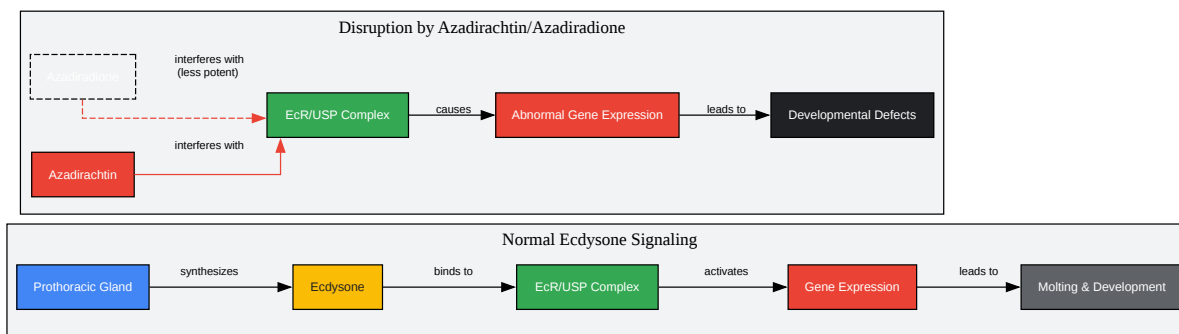 Disruption by Azadirachtin/Azadiradione
interferes with
(less potent)
Azadiradione
EcR/USP Complex
causes
Abnormal Gene Expression
leads to
Developmental Defects
interferes with
Azadirachtin
Normal Ecdysone Signaling
Prothoracic Gland
synthesizes
Ecdysone
binds to
EcR/USP Complex
activates
Gene Expression
leads to
Molting & Development